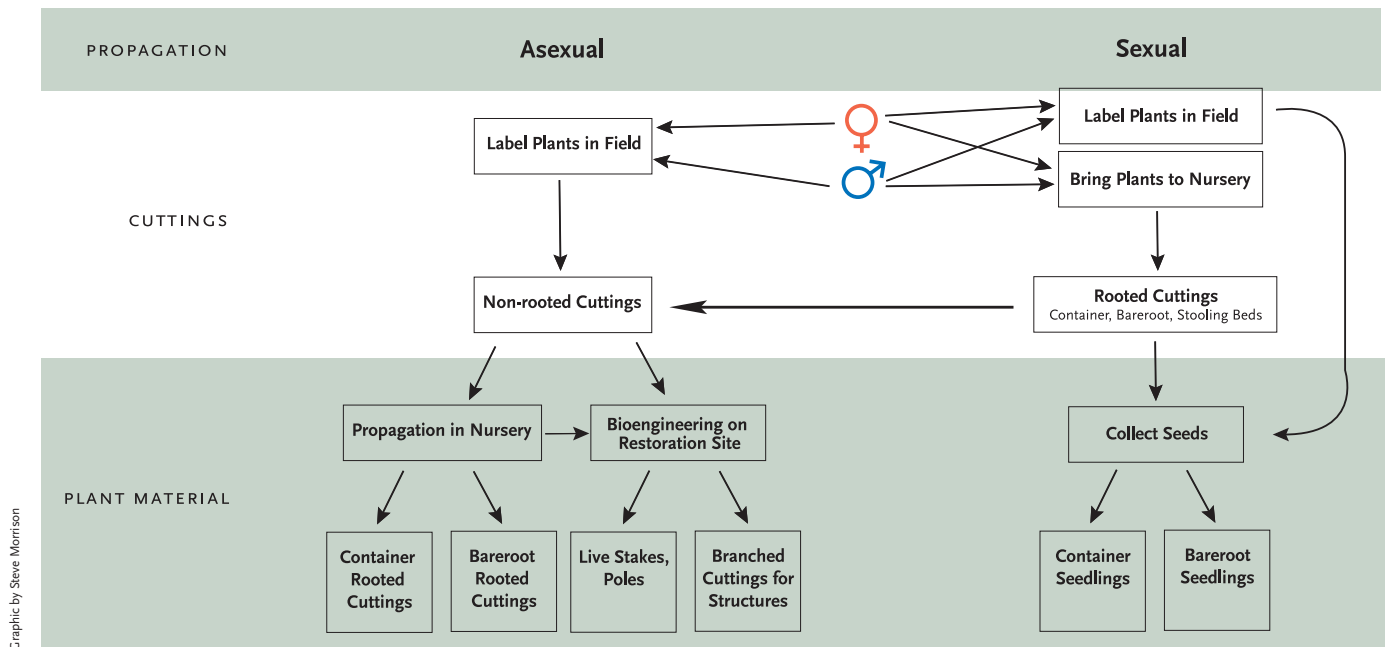 PROPAGATION
Asexual
Sexual
Label Plants in Field
Label Plants in Field
Bring Plants to Nursery
CUTTINGS
Non-rooted Cuttings
Rooted Cuttings
Container, Bareroot, Stooling Beds
Propagation in Nursery
Bioengineering on
Restoration Site
Collect Seeds
PLANT MATERIAL
Container
Rooted
Cuttings
Bareroot
Rooted
Cuttings
Live Stakes,
Poles
Branched
Cuttings for
Structures
Container
Seedlings
Bareroot
Seedlings
Graphic by Steve Morrison